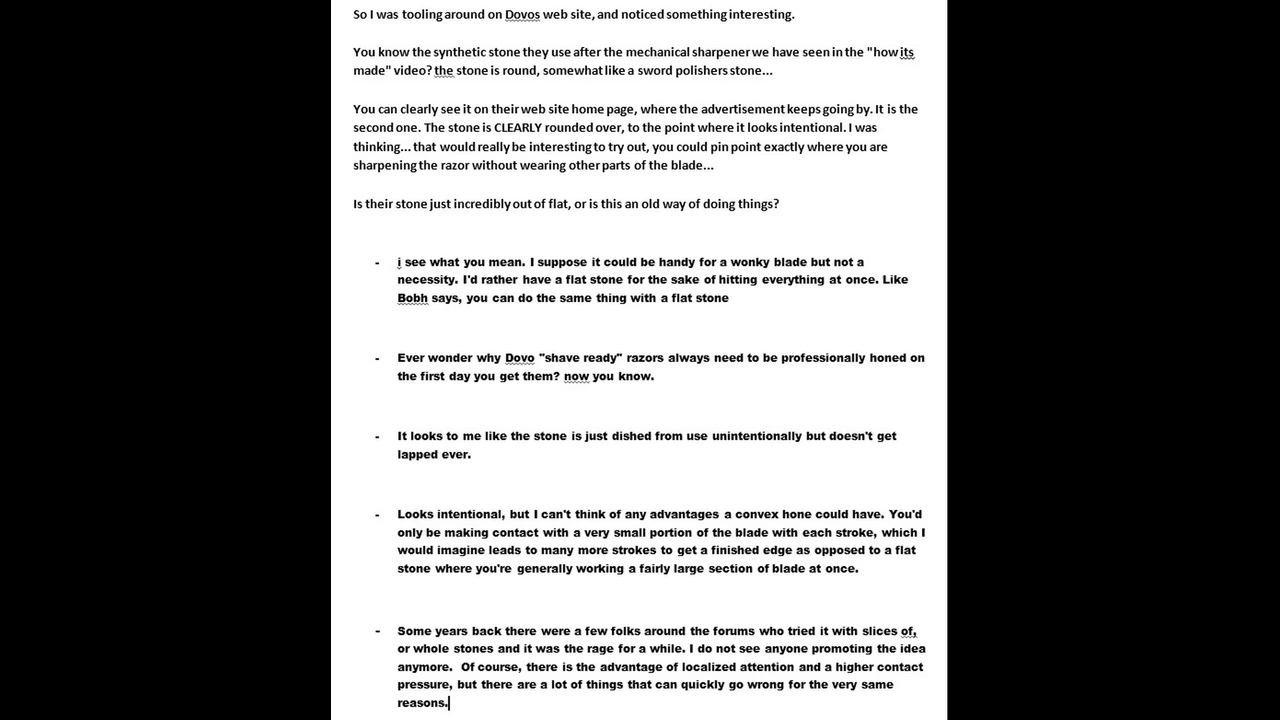 So I was tooling around on Dovos web site, and noticed something interesting.
You know the synthetic stone they use after the mechanical sharpener we have seen in the "how its
made" video? the stone is round, somewhat like a sword polishers stone...
You can clearly see it on their web site home page, where the advertisement keeps going by. It is the
second one. The stone is CLEARLY rounded over, to the point where it looks intentional. I was
thinking... that would really be interesting to try out, you could pin point exactly where you are
sharpening the razor without wearing other parts of the blade...
Is their stone just incredibly out of flat, or is this an old way of doing things?
- i see what you mean. I suppose it could be handy for a wonky blade but not a
necessity. I'd rather have a flat stone for the sake of hitting everything at once. Like
Bobh says, you can do the same thing with a flat stone
- Ever wonder why Dovo "shave ready" razors always need to be professionally honed on
the first day you get them? now you know.
- It looks to me like the stone is just dished from use unintentionally but doesn't get
lapped ever.
- Looks intentional, but I can't think of any advantages a convex hone could have. You'd
only be making contact with a very small portion of the blade with each stroke, which I
would imagine leads to many more strokes to get a finished edge as opposed to a flat
stone where you're generally working a fairly large section of blade at once.
- Some years back there were a few folks around the forums who tried it with slices of,
or whole stones and it was the rage for a while. I do not see anyone promoting the idea
anymore. Of course, there is the advantage of localized attention and a higher contact
pressure, but there are a lot of things that can quickly go wrong for the very same
reasons.